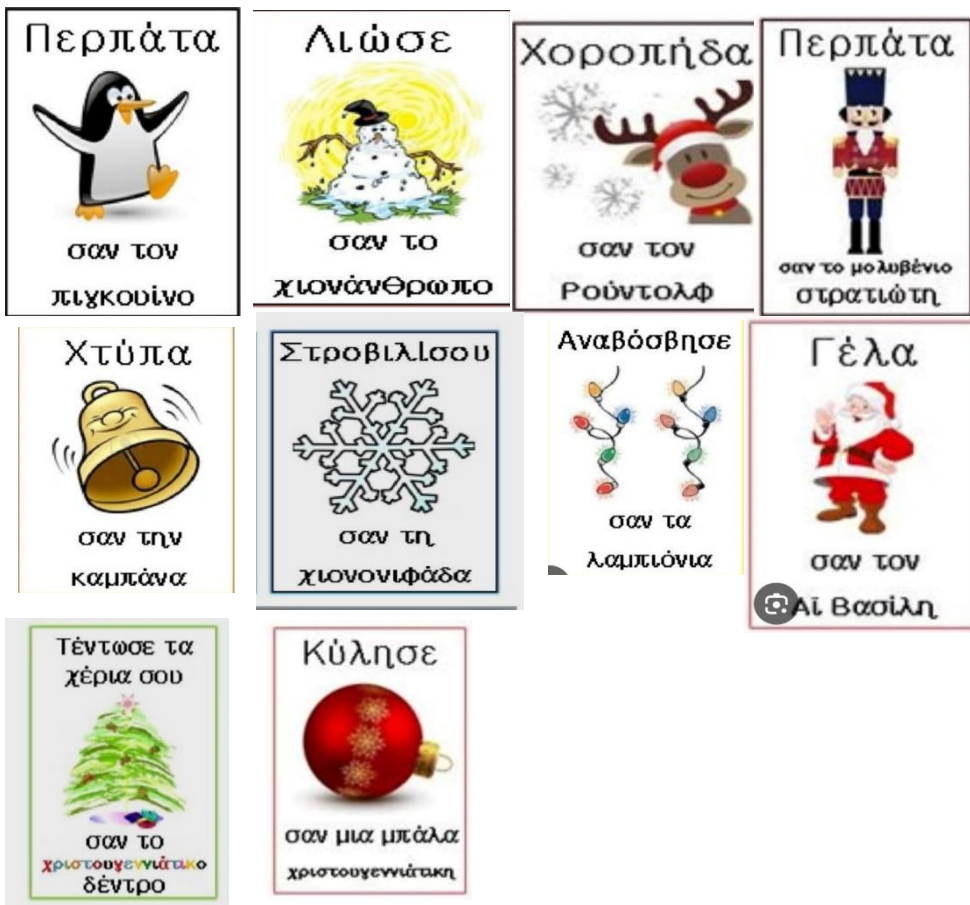 Περπάτα
σαν τον
πιγκουίνο
Λιώσε
σαν το
χιονάνθρωπο
Χοροπήδα
σαν τον
Ρούντολφ
Περπάτα
σαν το μολυβένιο
στρατιώτη
Χτύπα
σαν την
καμπάνα
Στροβιλίσου
σαν τη
χιονονιφάδα
Αναβόσβησε
σαν τα
λαμπιόνια
Γέλα
σαν τον
Αϊ Βασίλη
Τέντωσε τα
χέρια σου
σαν το
χριστουγεννιάτικο
δέντρο
Κύλησε
σαν μια μπάλα
χριστουγεννιάτικη